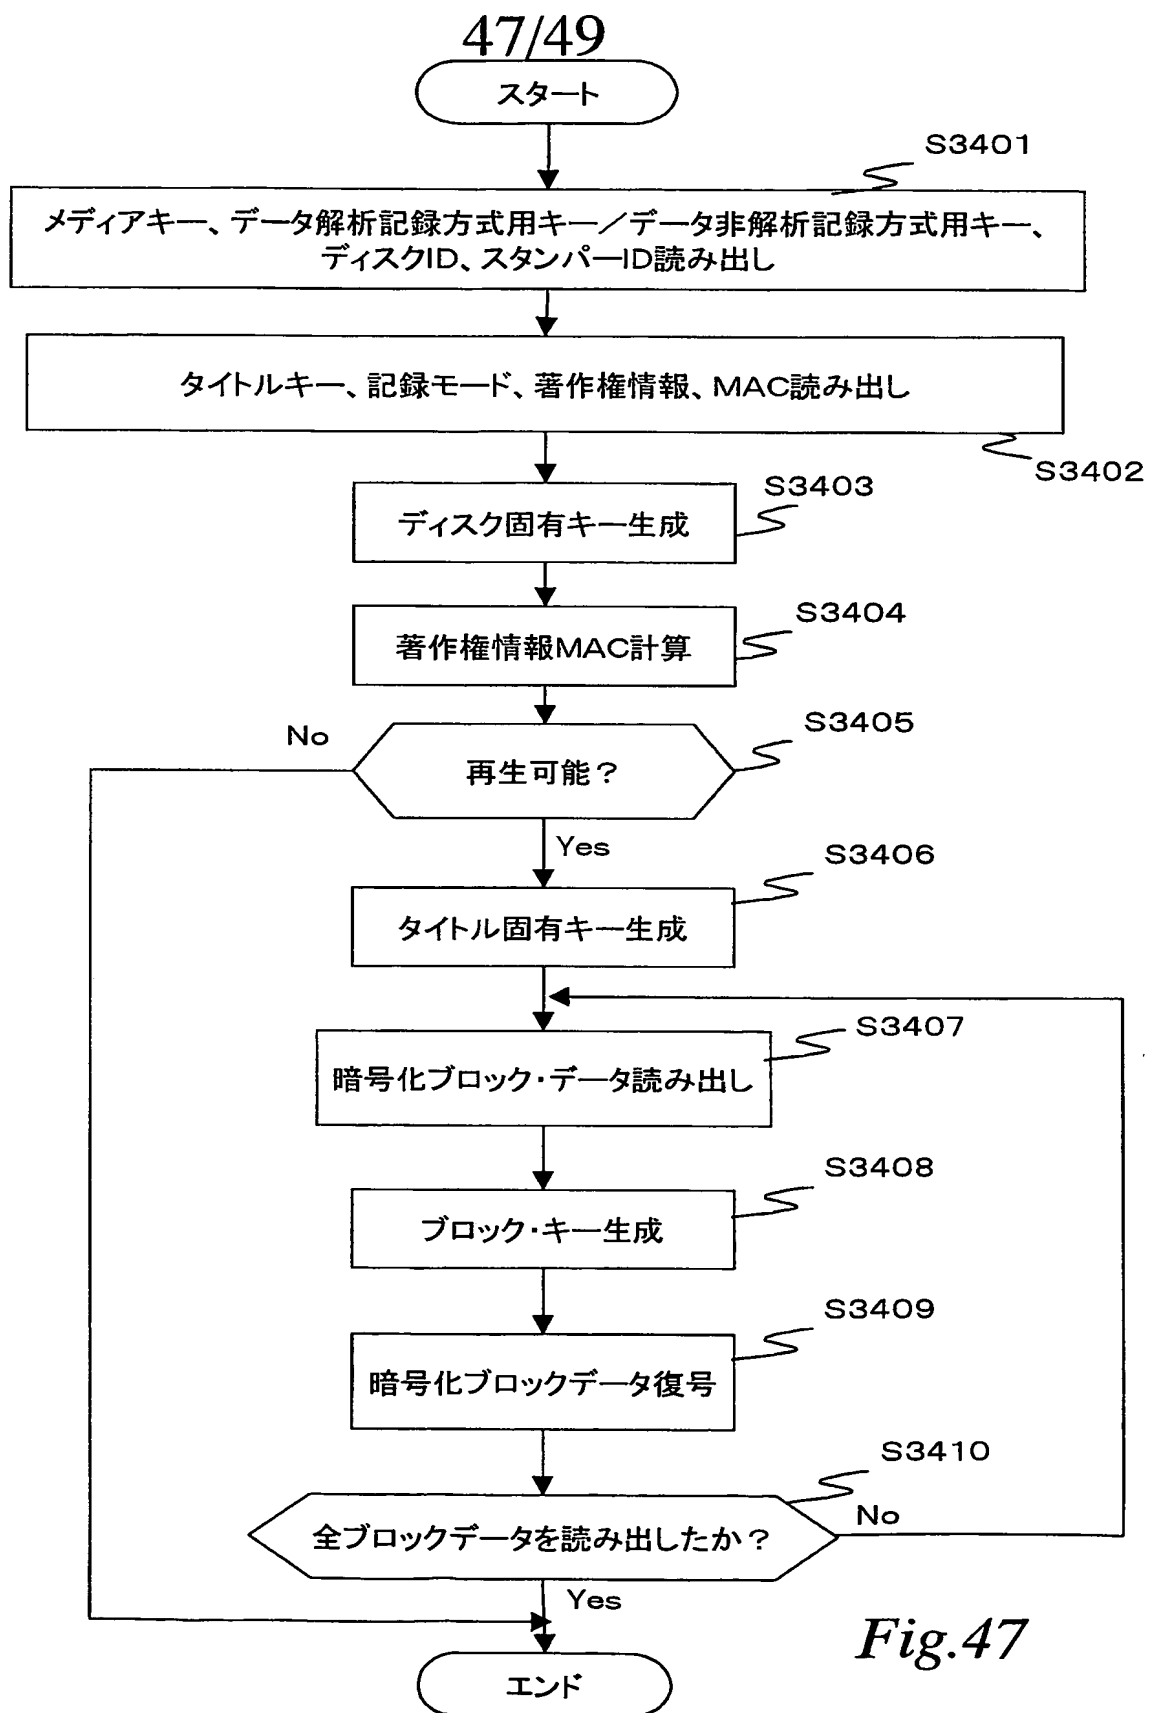 47/49
スタート
S3401
メディアキー、データ解析記録方式用キー／データ非解析記録方式用キー、
ディスクID、スタンパーID読み出し
タイトルキー、記録モード、著作権情報、MAC読み出し
S3402
S3403
ディスク固有キー生成
S3404
著作権情報MAC計算
S3405
No
再生可能？
Yes
S3406
タイトル固有キー生成
S3407
暗号化ブロック・データ読み出し
S3408
ブロック・キー生成
S3409
暗号化ブロックデータ復号
S3410
No
全ブロックデータを読み出したか？
Yes
Fig.47
エンド